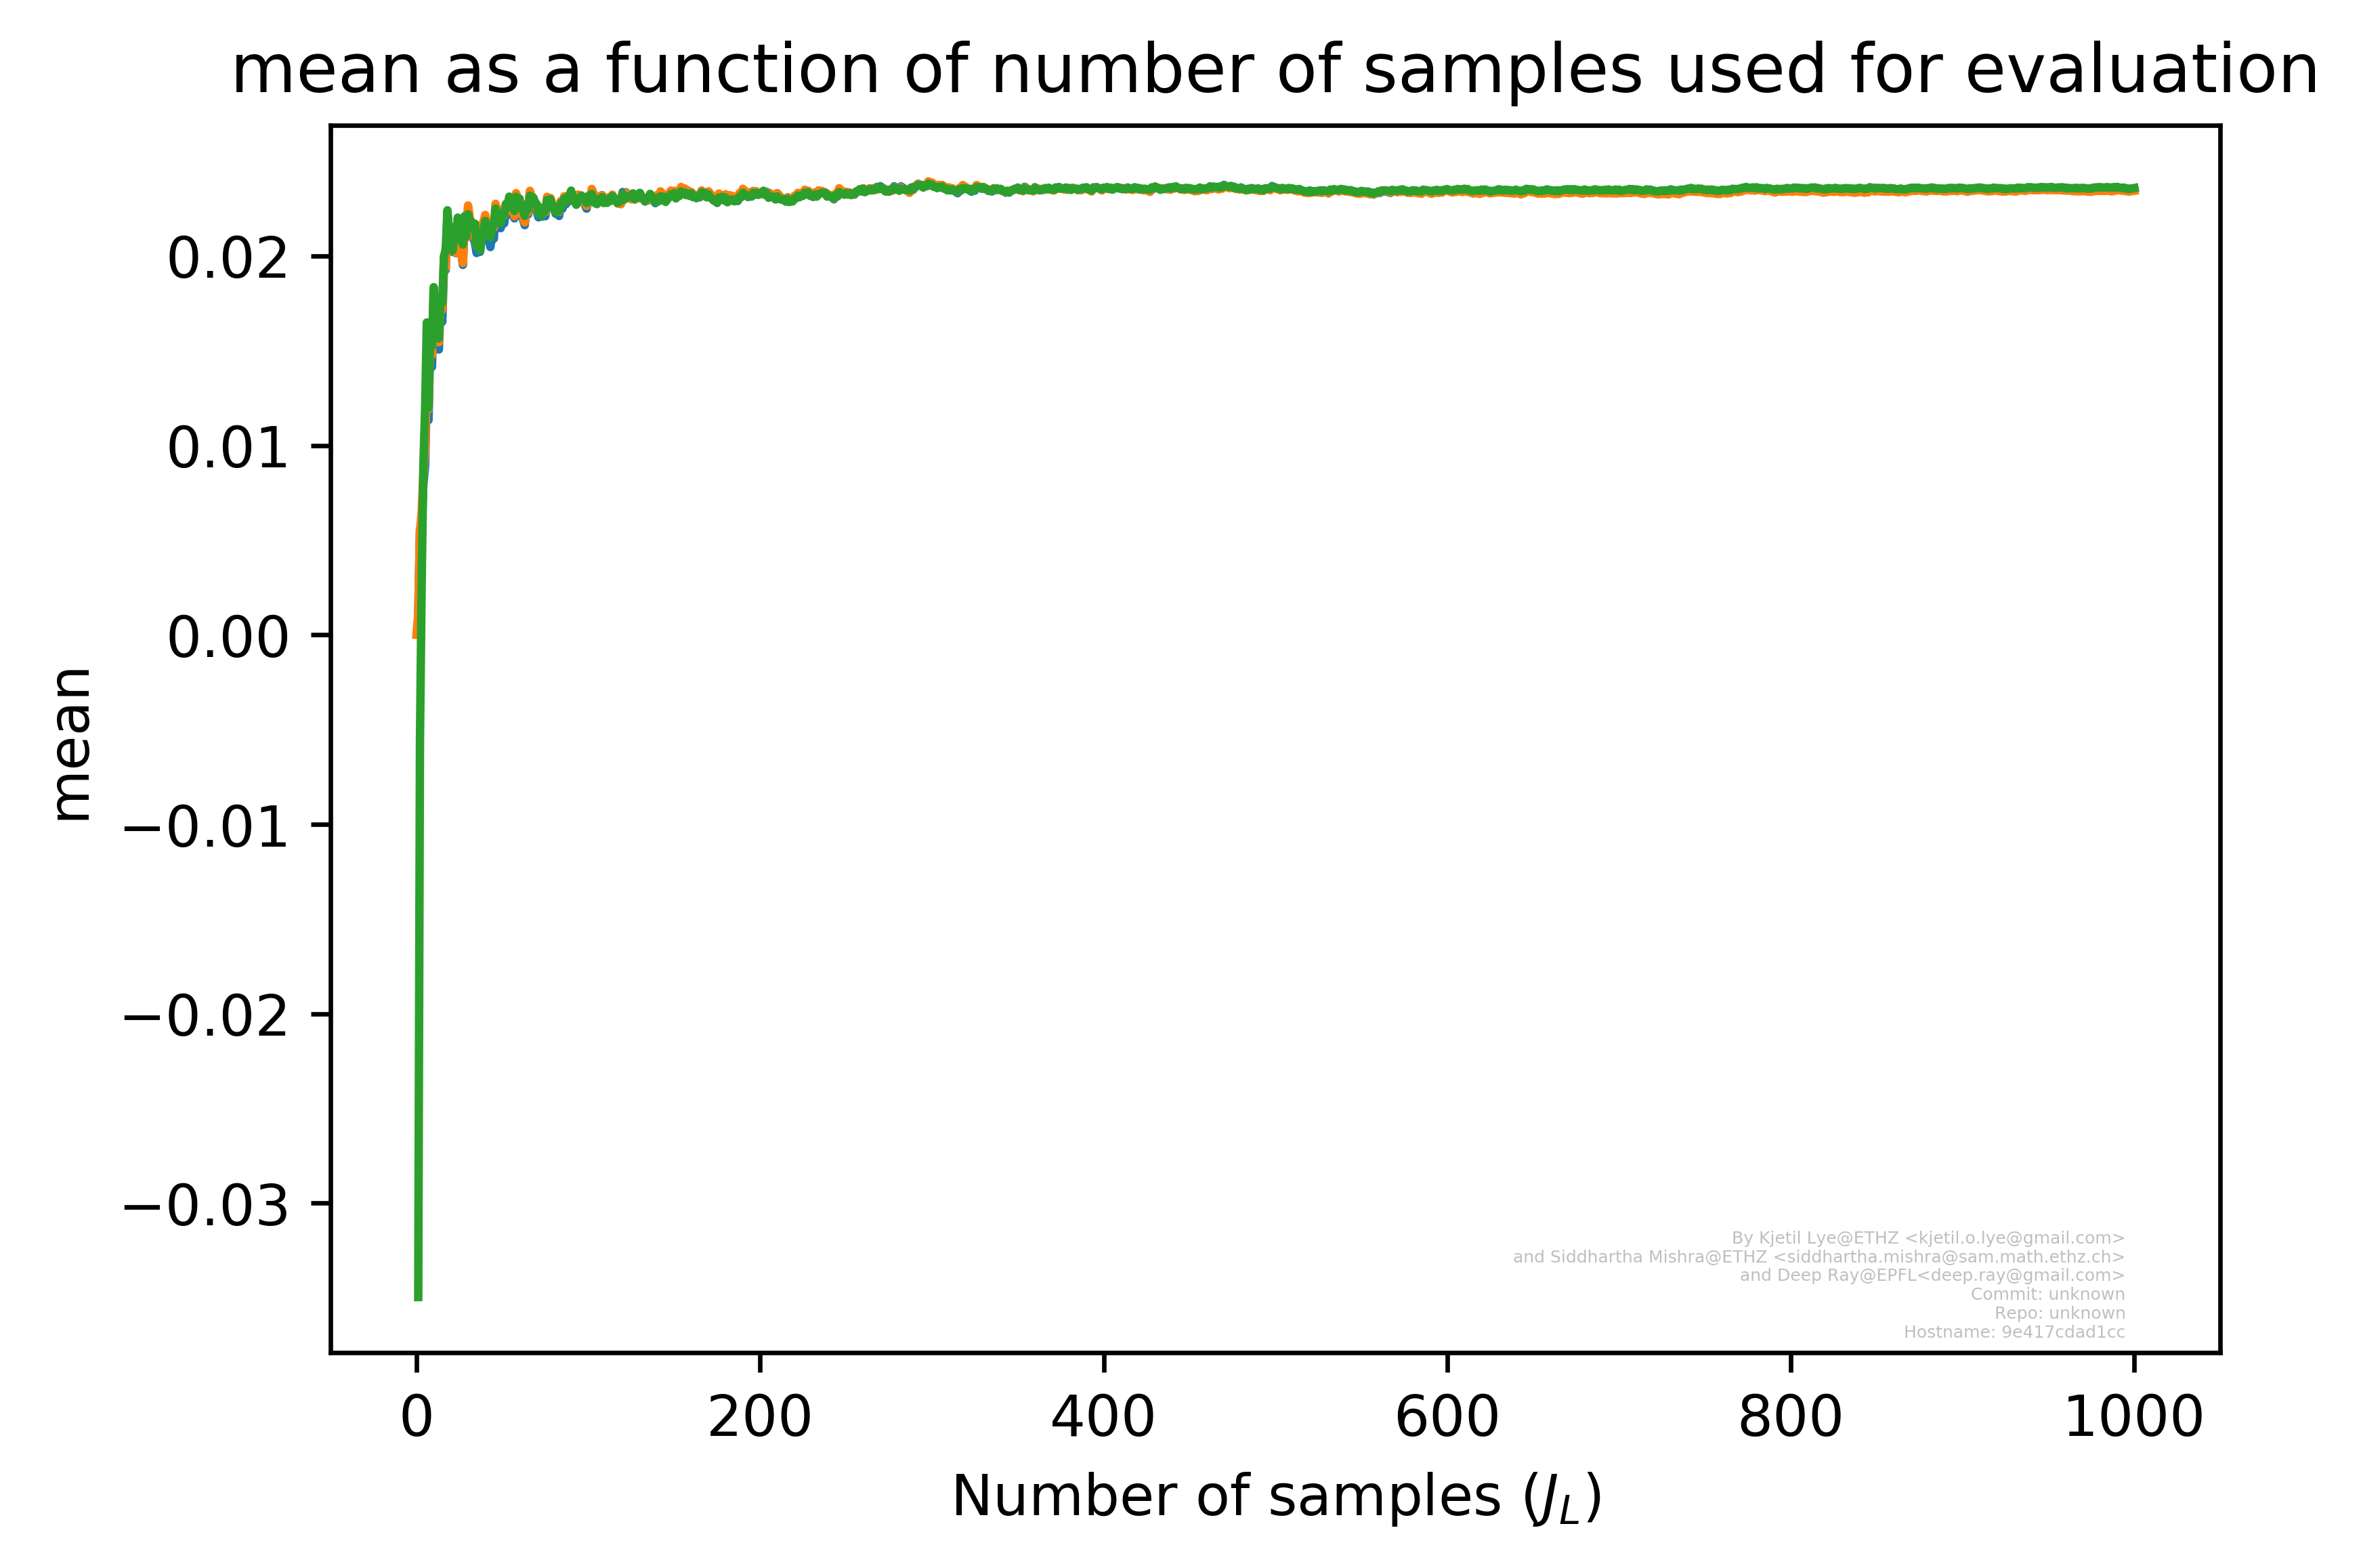 mean as a function of number of samples used for evaluation
mean
0.02
0.01
0.00
−0.01
−0.02
−0.03
0
200
400
600
800
1000
Number of samples (J_L)
By Kjetil Lye@ETHZ <kjetil.o.lye@gmail.com>
and Siddhartha Mishra@ETHZ <siddhartha.mishra@sam.math.ethz.ch>
and Deep Ray@EPFL<deep.ray@gmail.com>
Commit: unknown
Repo: unknown
Hostname: 9e417cdad1cc